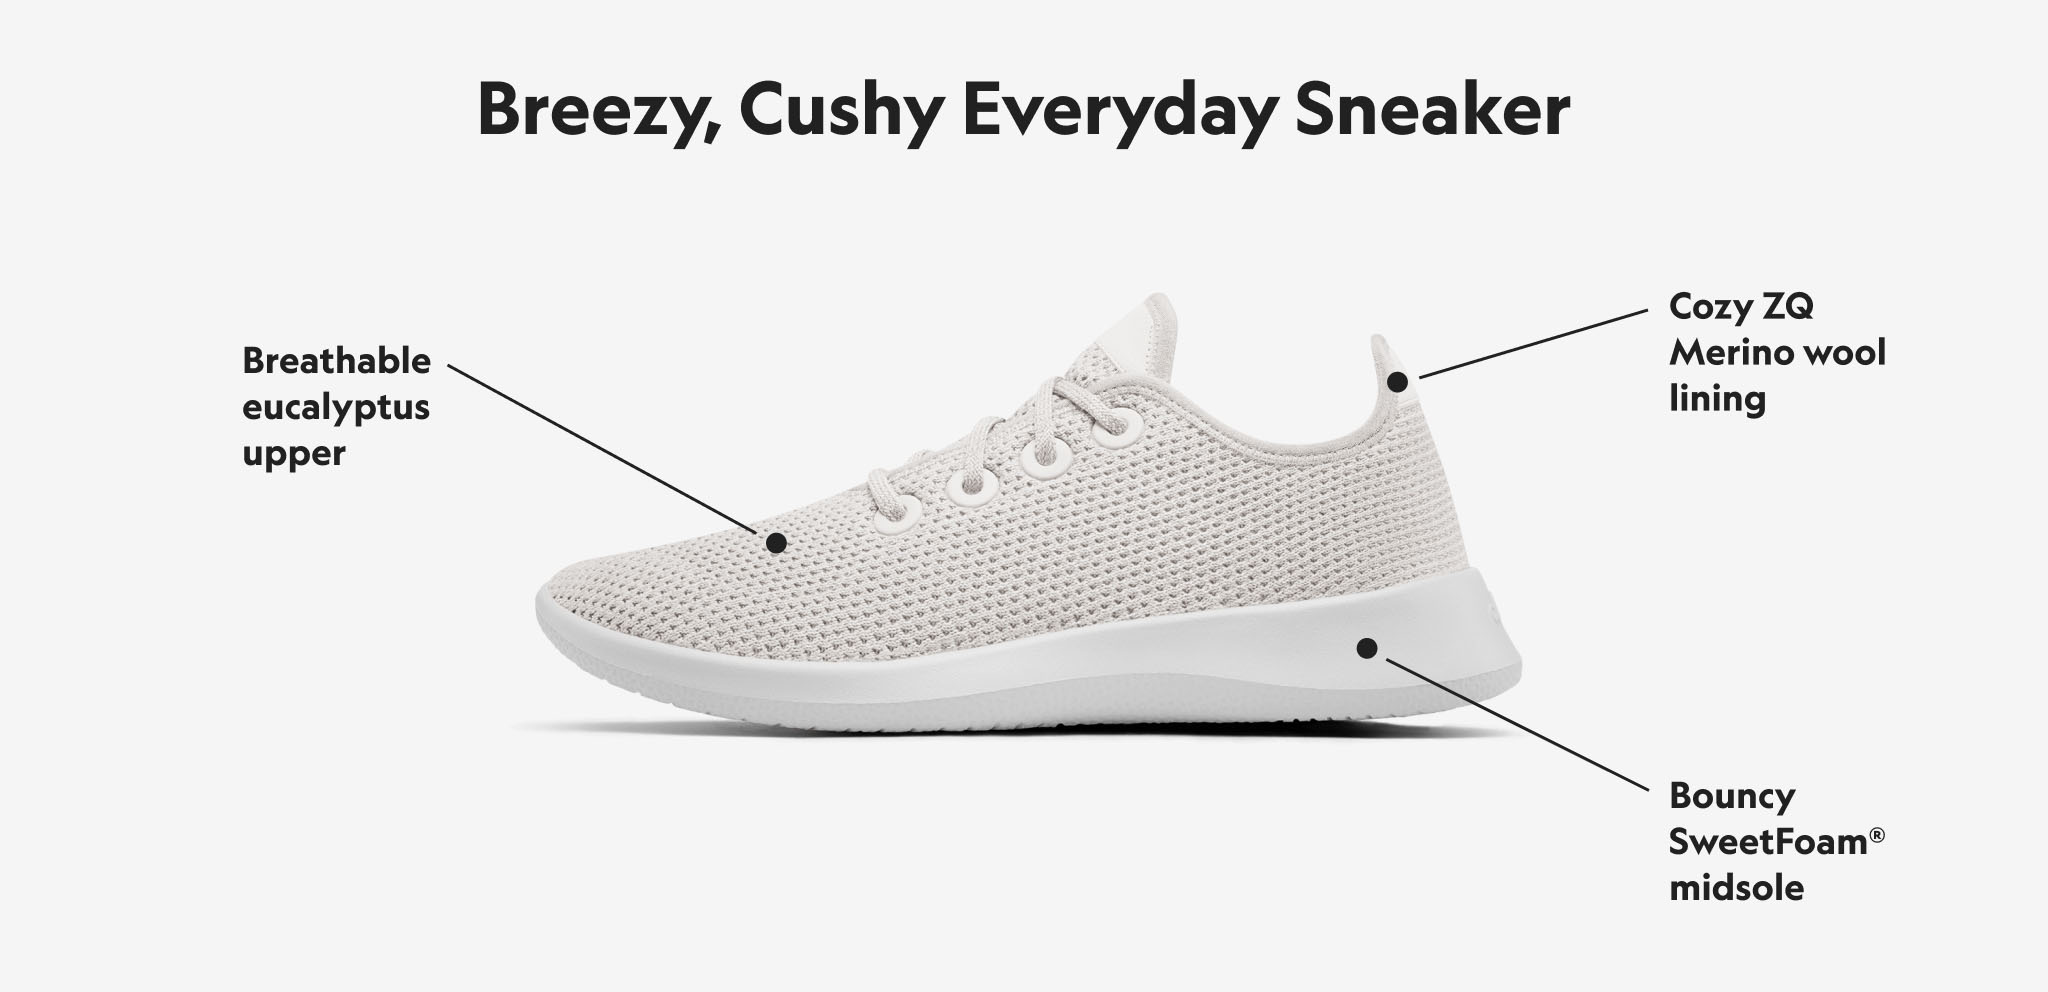 Breezy, Cushy Everyday Sneaker
Breathable
eucalyptus
upper
Cozy ZQ
Merino wool
lining
Bouncy
SweetFoam®
midsole